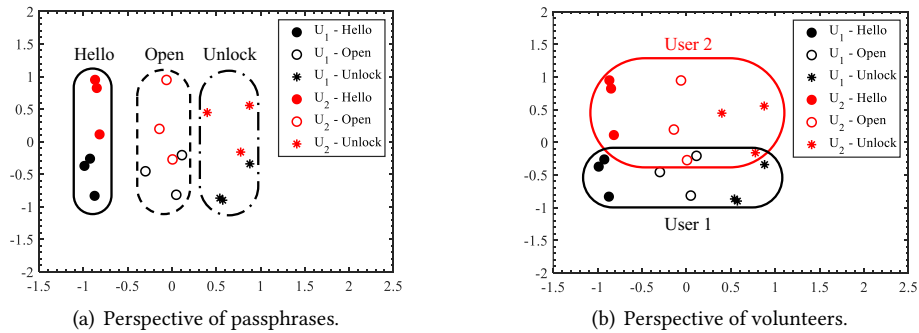 Hello Open Unlock
U1 - Hello
U1 - Open
U1 - Unlock
U2 - Hello
U2 - Open
U2 - Unlock
2
1.5
1
0.5
0
-0.5
-1
-1.5
-2
-1.5 -1 -0.5 0 0.5 1 1.5 2 2.5
(a) Perspective of passphrases.
User 2
User 1
U1 - Hello
U1 - Open
U1 - Unlock
U2 - Hello
U2 - Open
U2 - Unlock
2
1.5
1
0.5
0
-0.5
-1
-1.5
-2
-1.5 -1 -0.5 0 0.5 1 1.5 2 2.5
(b) Perspective of volunteers.